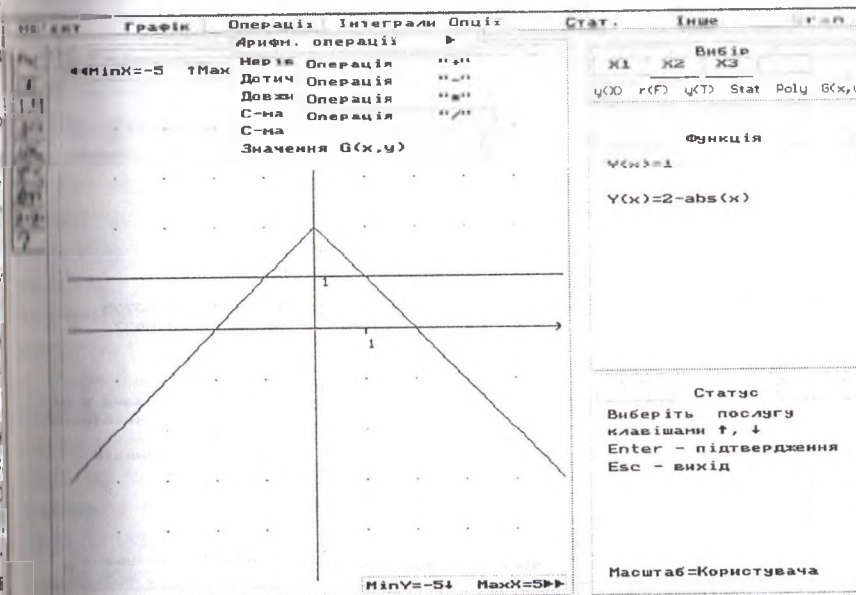 Графік Операції Інтеграли Опції Стат. Інше
Арифм. операції ▶
◄◄MinX=-5 ↑Max
Операція "+"
Дотич Операція "-"
Довжи Операція "*"
С-ма Операція "/"
С-ма
Значення G(x,y)
1
1
MinY=-5↓ MaxX=5▶▶
Вибір
X1 X2 X3
y(X) r(F) y(T) Stat Poly G(x,y
Функція
Y(x)=1
Y(x)=2-abs(x)
Статус
Виберіть послугу
клавішами ↑, ↓
Enter - підтвердження
Esc - вихід
Масштаб=Користувача